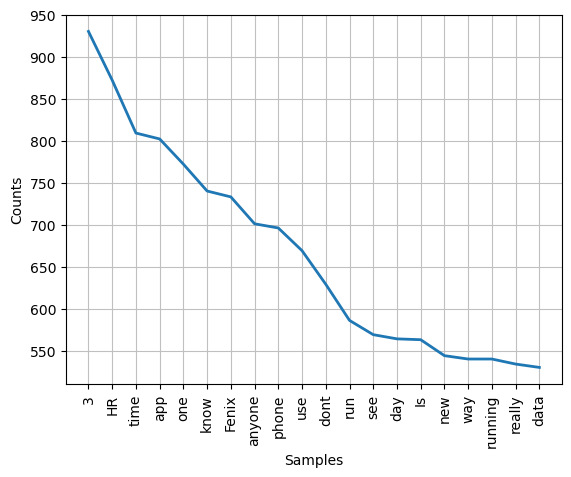 950
900
850
800
750
700
650
600
550
Counts
3
HR
time
app
one
know
Fenix
anyone
phone
use
dont
run
see
day
Is
new
way
running
really
data
Samples